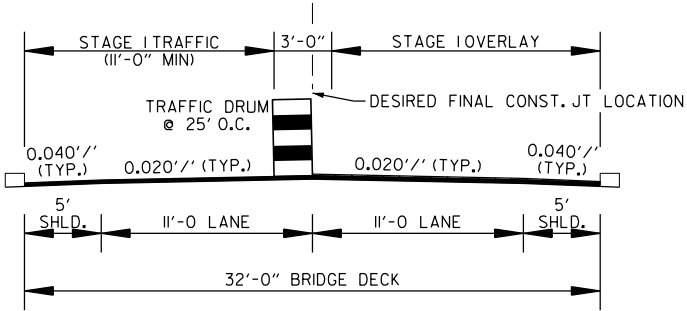 STAGE I TRAFFIC
(11'-0" MIN)
3'-0"
STAGE I OVERLAY
TRAFFIC DRUM
@ 25' O.C.
DESIRED FINAL CONST. JT LOCATION
0.040'/'
(TYP.)
0.020'/' (TYP.)
0.020'/' (TYP.)
0.040'/'
(TYP.)
5'
SHLD.
11'-0 LANE
11'-0 LANE
5'
SHLD.
32'-0" BRIDGE DECK